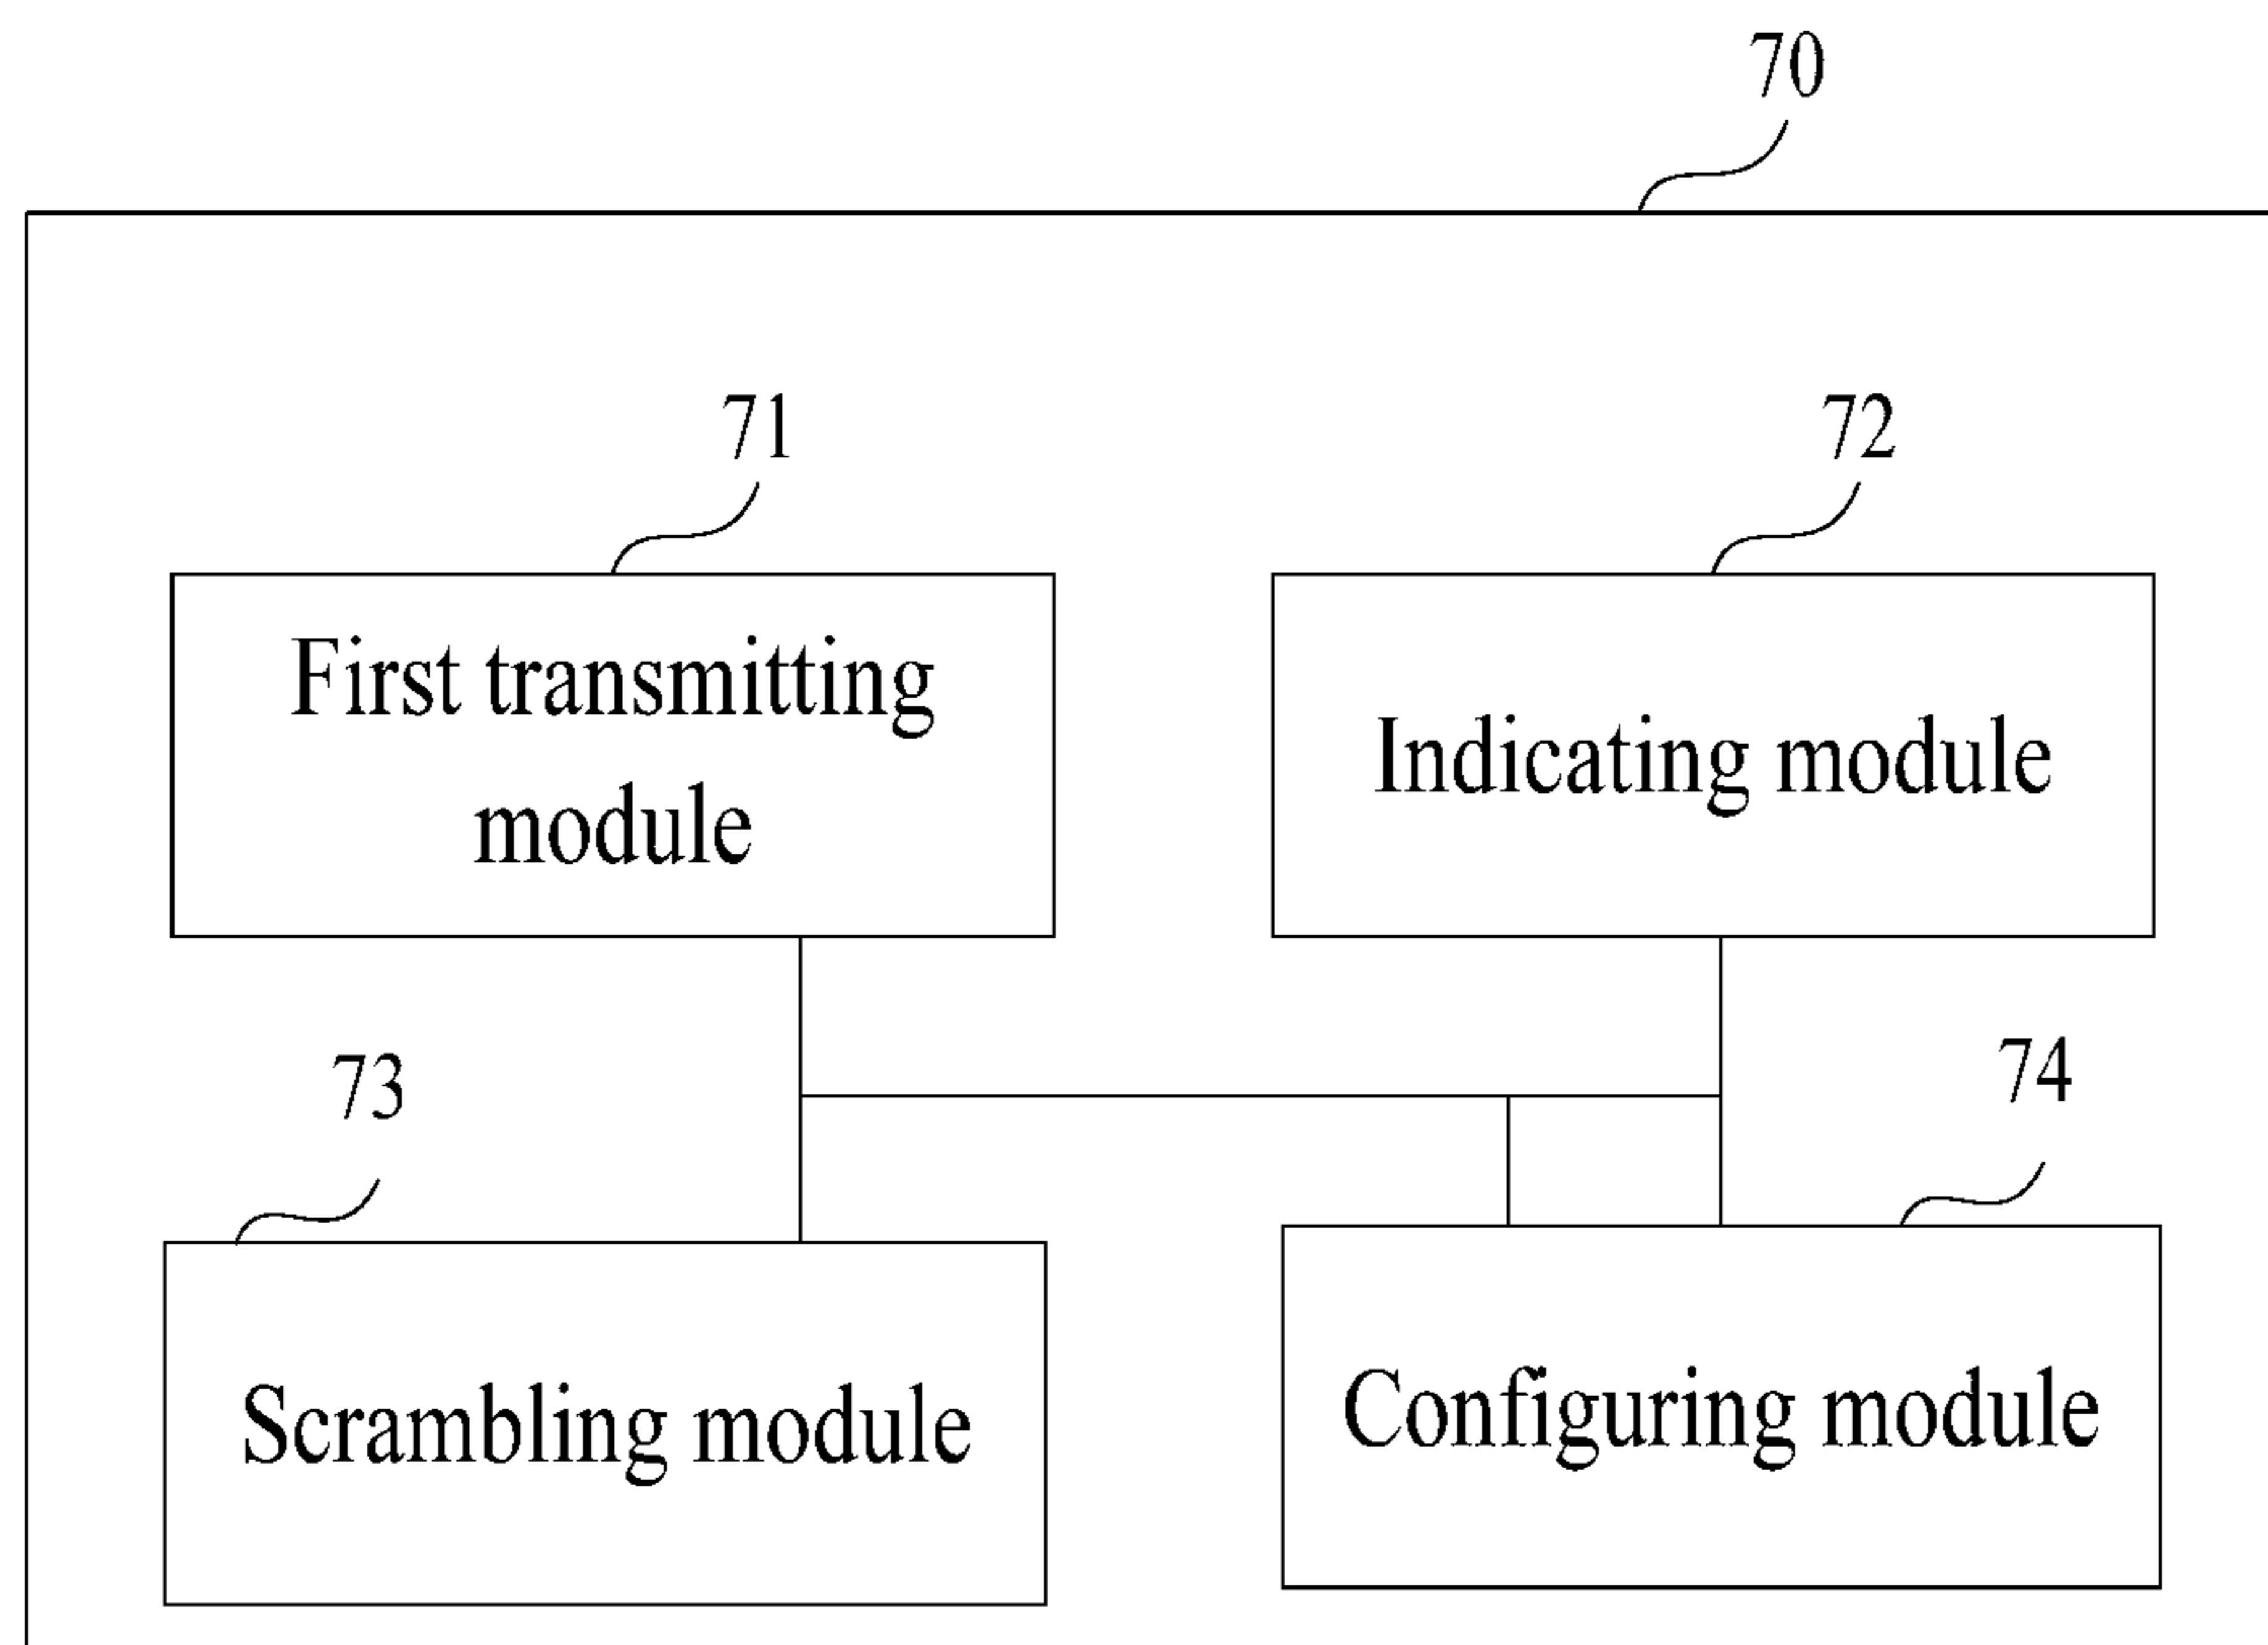 70
71
72
First transmitting
module
Indicating module
73
74
Scrambling module
Configuring module